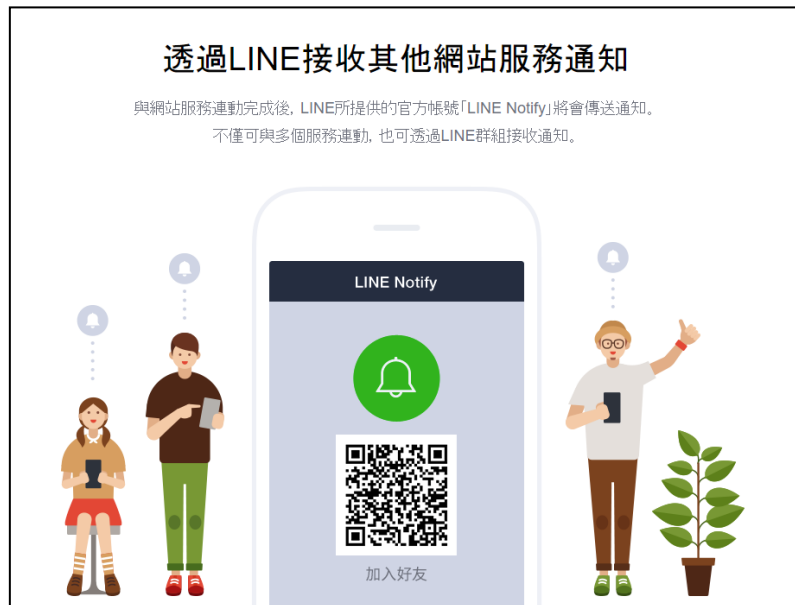 透過LINE接收其他網站服務通知
與網站服務連動完成後, LINE所提供的官方帳號「LINE Notify」將會傳送通知。
不僅可與多個服務連動, 也可透過LINE群組接收通知。
LINE Notify
加入好友